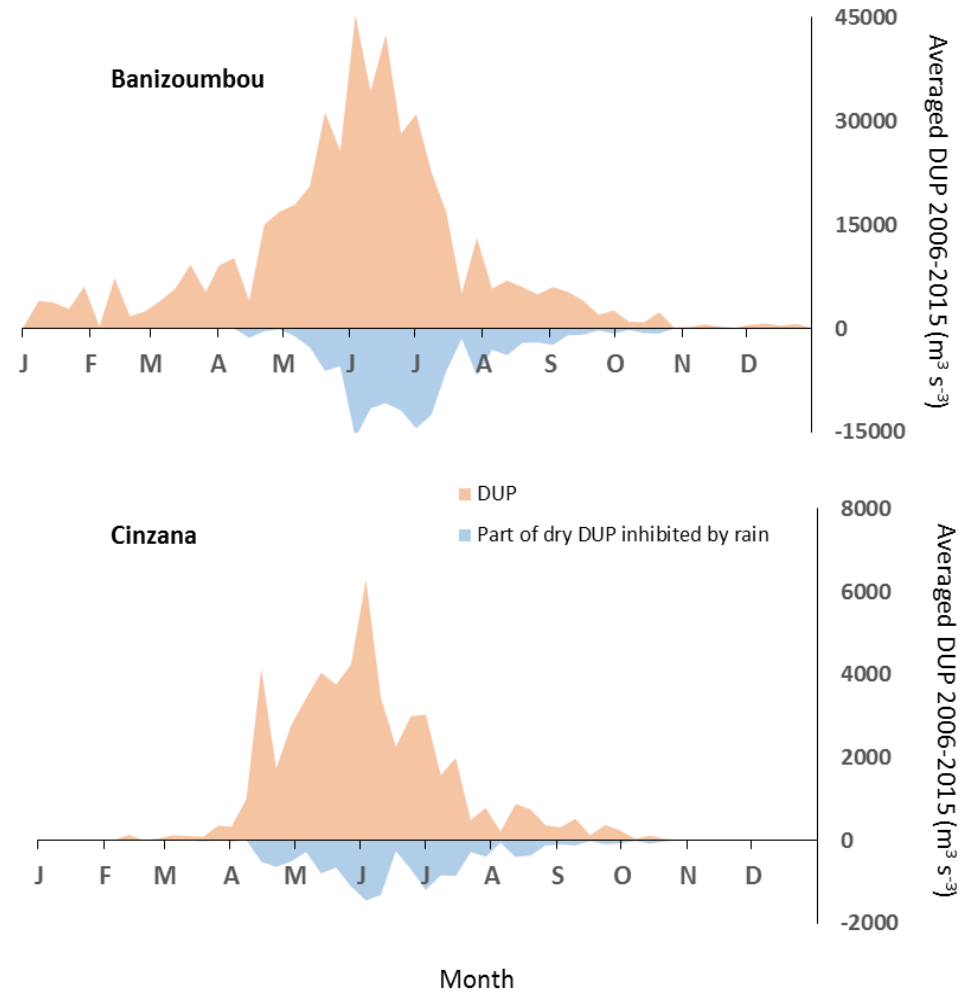 Banizoumbou
45000
30000
15000
0
-15000
Averaged DUP 2006-2015 (m³ s⁻³)
J F M A M J J A S O N D
DUP
Part of dry DUP inhibited by rain
Cinzana
8000
6000
4000
2000
0
-2000
Averaged DUP 2006-2015 (m³ s⁻³)
J F M A M J J A S O N D
Month